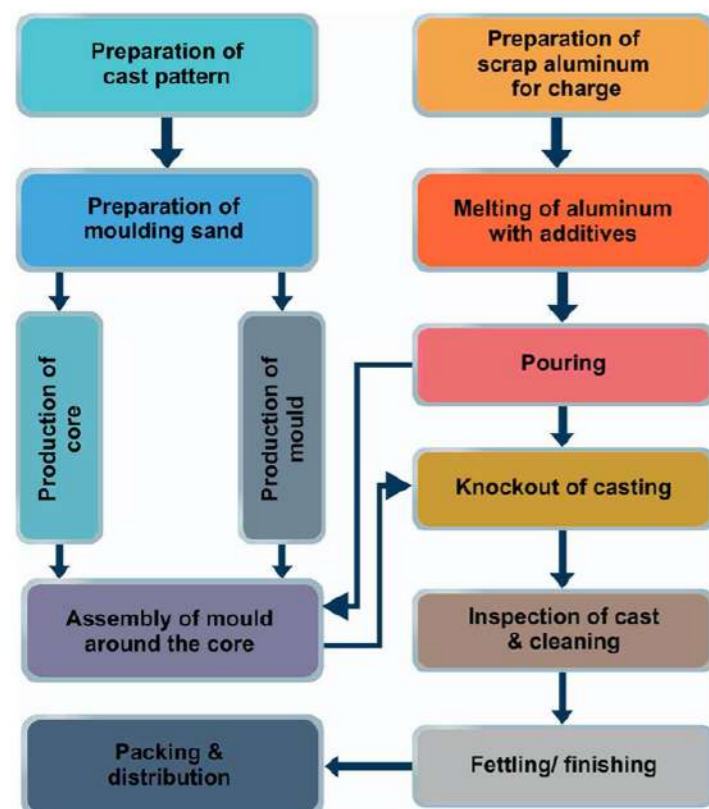 Preparation of
cast pattern
Preparation of
scrap aluminum
for charge
Preparation of
moulding sand
Melting of aluminum
with additives
Production of
core
Production of
mould
Pouring
Knockout of casting
Assembly of mould
around the core
Inspection of cast
& cleaning
Packing &
distribution
Fettling/ finishing